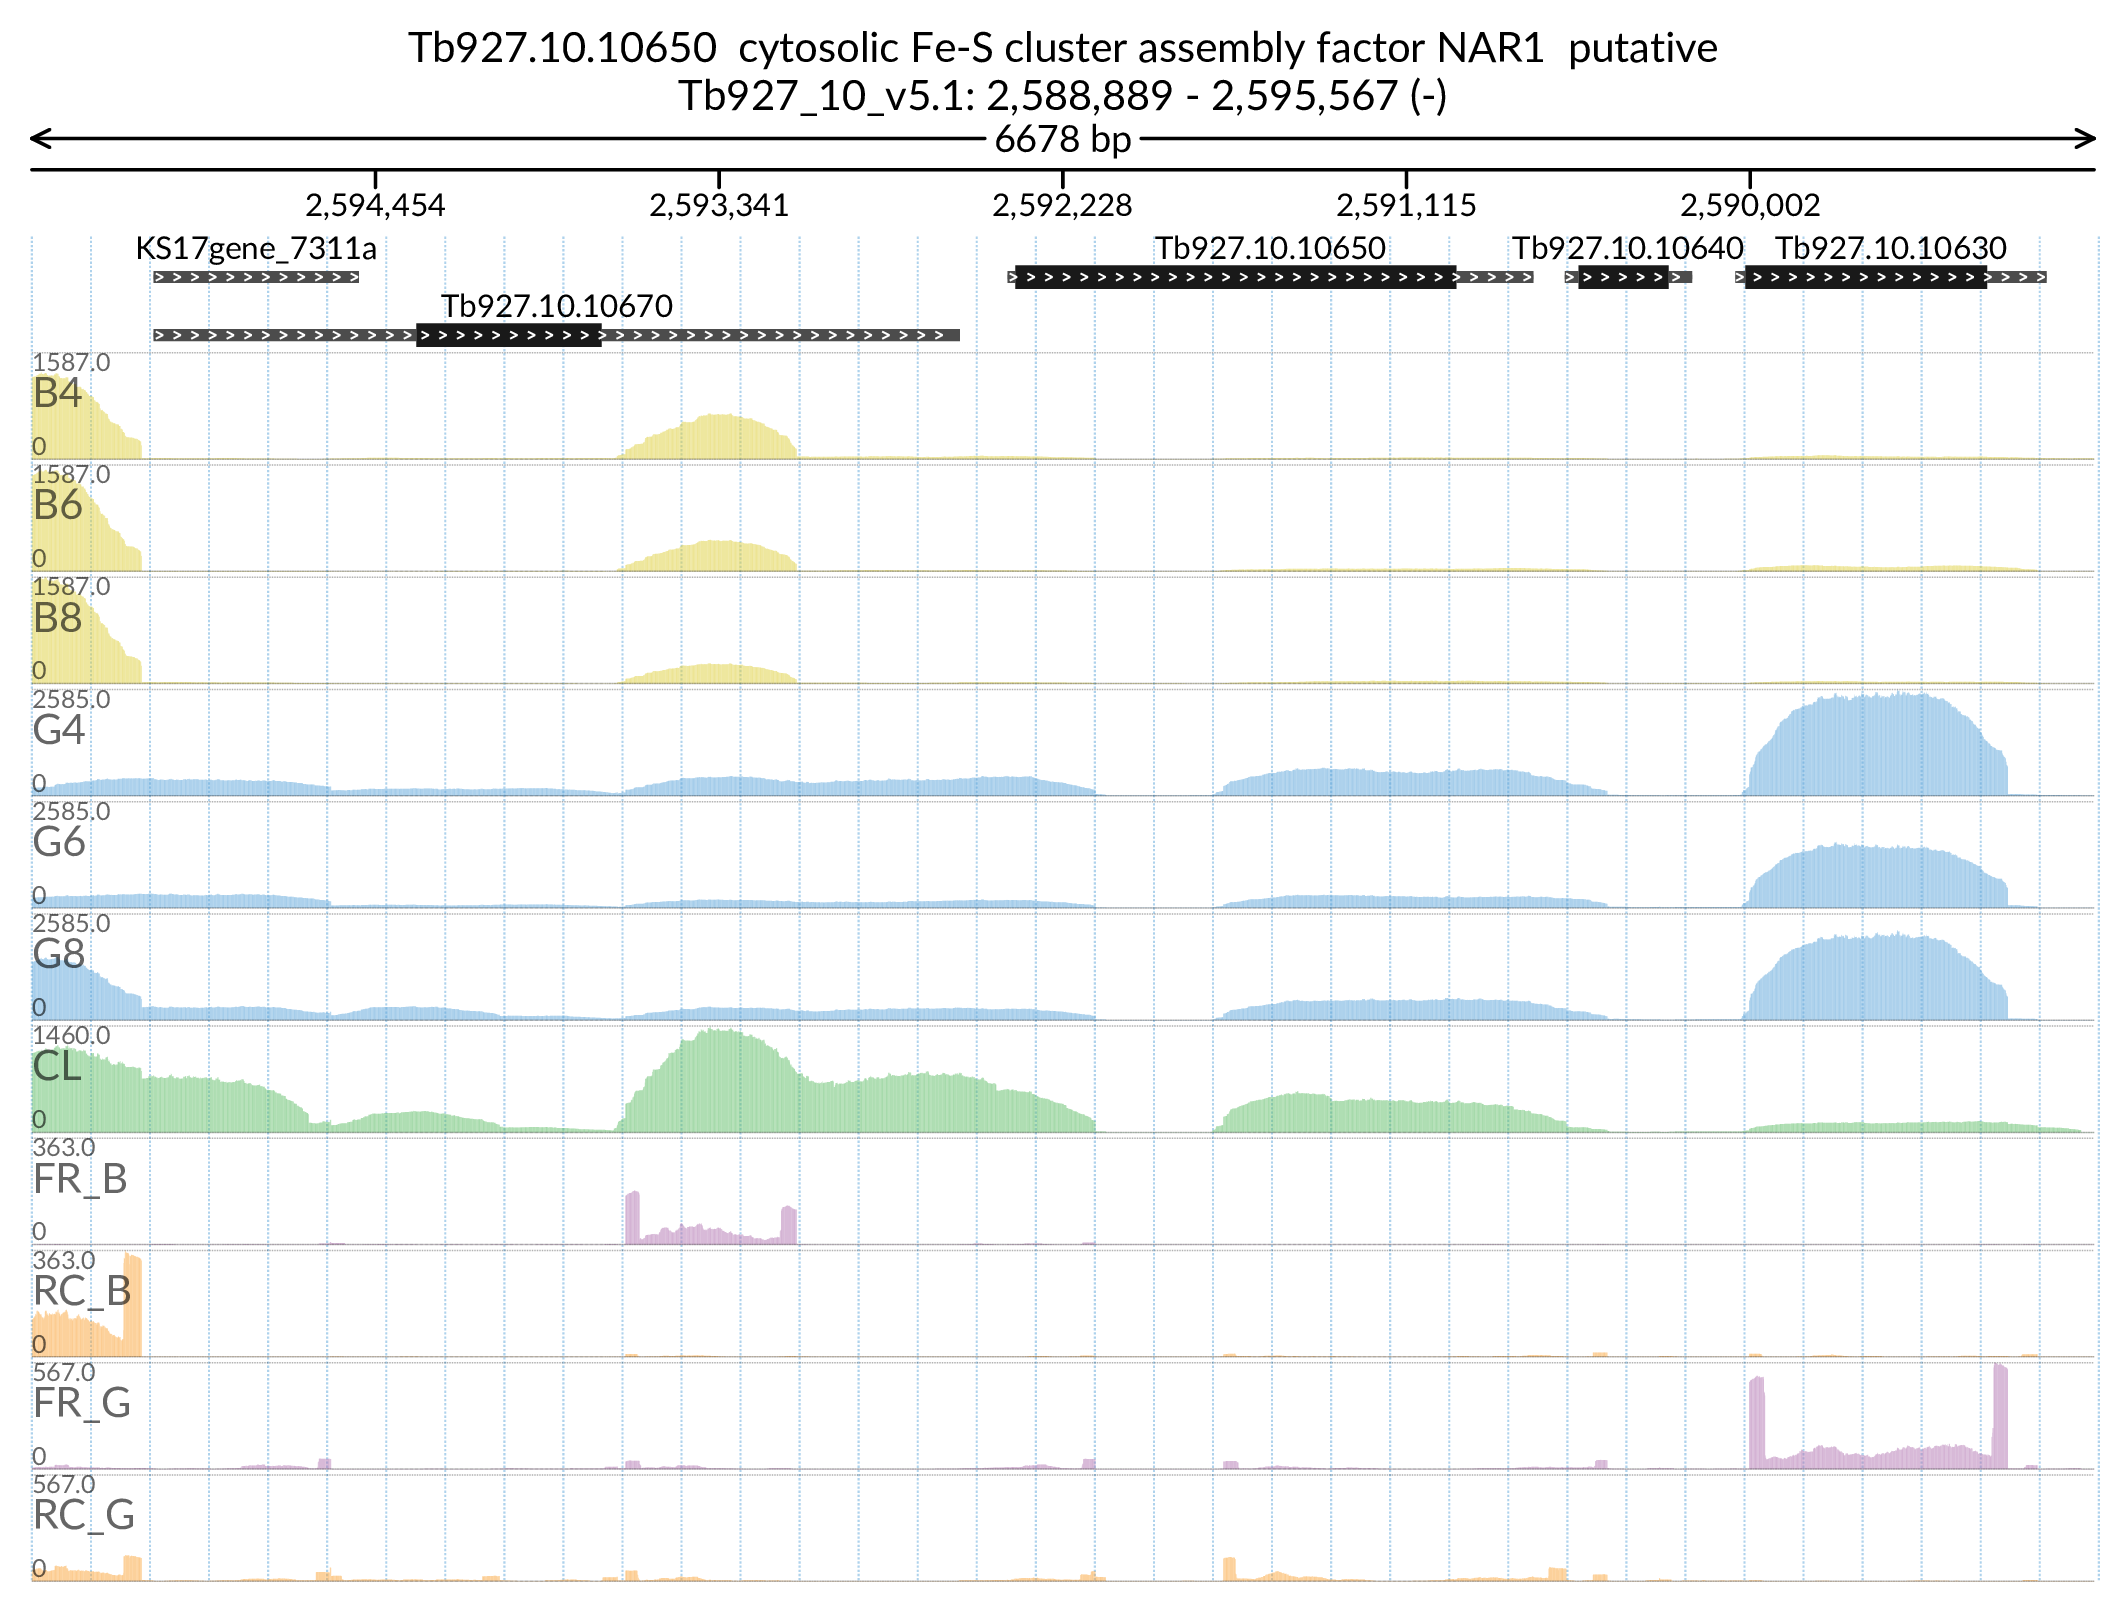 Tb927.10.10650  cytosolic Fe-S cluster assembly factor NAR1  putative
Tb927_10_v5.1: 2,588,889 - 2,595,567 (-)
6678 bp
2,594,454 2,593,341 2,592,228 2,591,115 2,590,002
KS17gene_7311a Tb927.10.10650 Tb927.10.10640 Tb927.10.10630
Tb927.10.10670
1587.0
B4
0
1587.0
B6
0
1587.0
B8
0
2585.0
G4
0
2585.0
G6
0
2585.0
G8
0
1460.0
CL
0
363.0
FR_B
0
363.0
RC_B
0
567.0
FR_G
0
567.0
RC_G
0